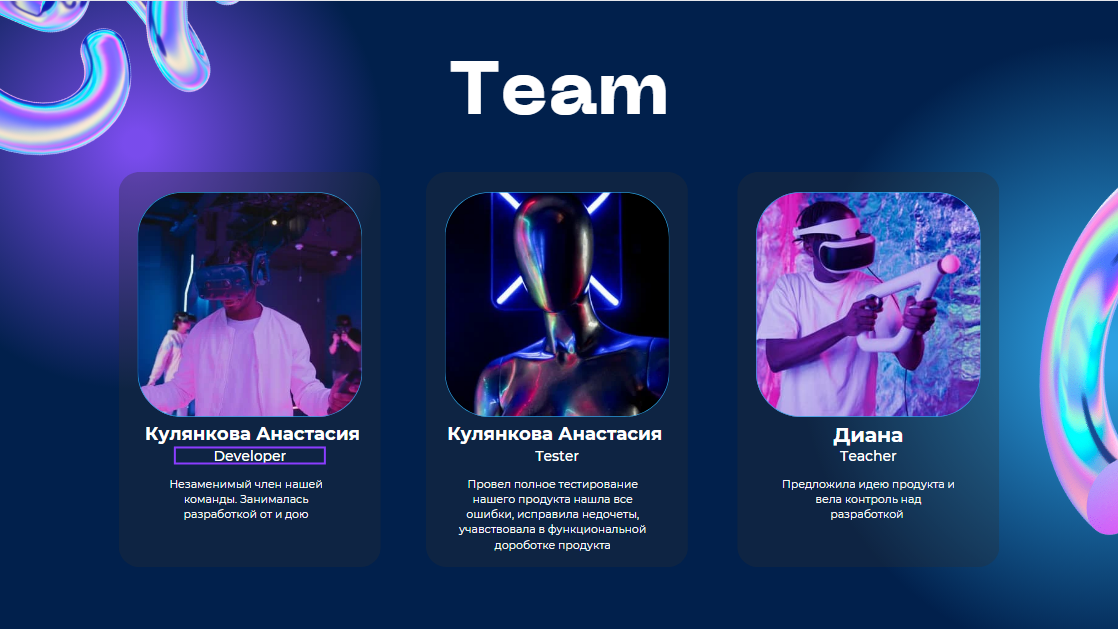 Team
Кулянкова Анастасия
Developer
Незаменимый член нашей
команды. Занималась
разработкой от и дою
Кулянкова Анастасия
Tester
Провел полное тестирование
нашего продукта нашла все
ошибки, исправила недочеты,
учавствовала в функциональной
дороботке продукта
Диана
Teacher
Предложила идею продукта и
вела контроль над
разработкой